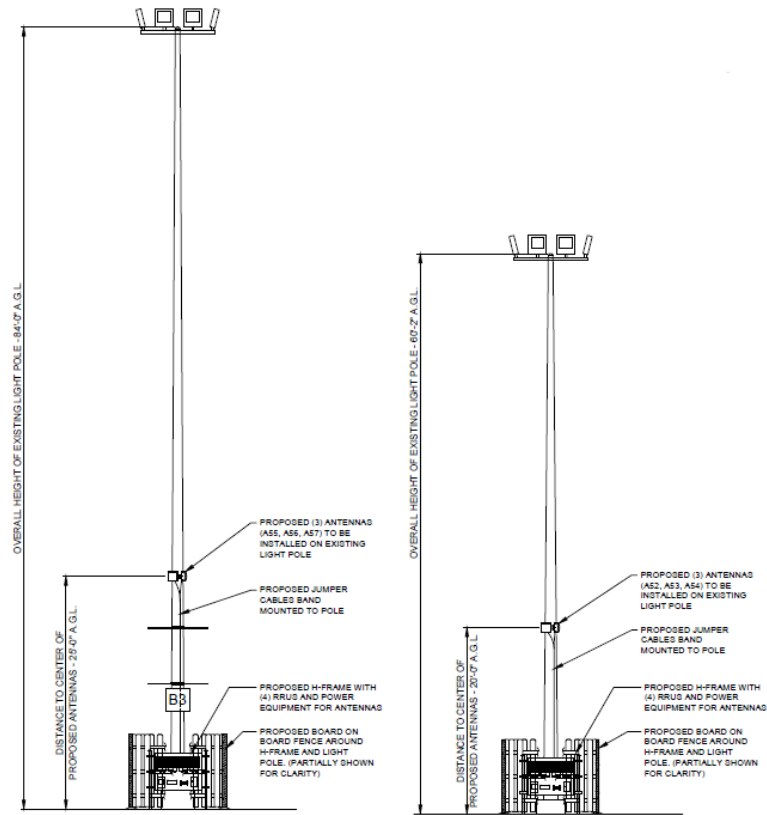 OVERALL HEIGHT OF EXISTING LIGHT POLE - 84'-0" A.G.L.
DISTANCE TO CENTER OF
PROPOSED ANTENNAS - 25'-0" A.G.L.
PROPOSED (3) ANTENNAS
(A55, A56, A57) TO BE
INSTALLED ON EXISTING
LIGHT POLE
PROPOSED JUMPER
CABLES BAND
MOUNTED TO POLE
B3
PROPOSED H-FRAME WITH
(4) RRUS AND POWER
EQUIPMENT FOR ANTENNAS
PROPOSED BOARD ON
BOARD FENCE AROUND
H-FRAME AND LIGHT
POLE. (PARTIALLY SHOWN
FOR CLARITY)
OVERALL HEIGHT OF EXISTING LIGHT POLE - 60'-2" A.G.L.
DISTANCE TO CENTER OF
PROPOSED ANTENNAS - 20'-0" A.G.L.
PROPOSED (3) ANTENNAS
(A52, A53, A54) TO BE
INSTALLED ON EXISTING
LIGHT POLE
PROPOSED JUMPER
CABLES BAND
MOUNTED TO POLE
PROPOSED H-FRAME WITH
(4) RRUS AND POWER
EQUIPMENT FOR ANTENNAS
PROPOSED BOARD ON
BOARD FENCE AROUND
H-FRAME AND LIGHT
POLE. (PARTIALLY SHOWN
FOR CLARITY)